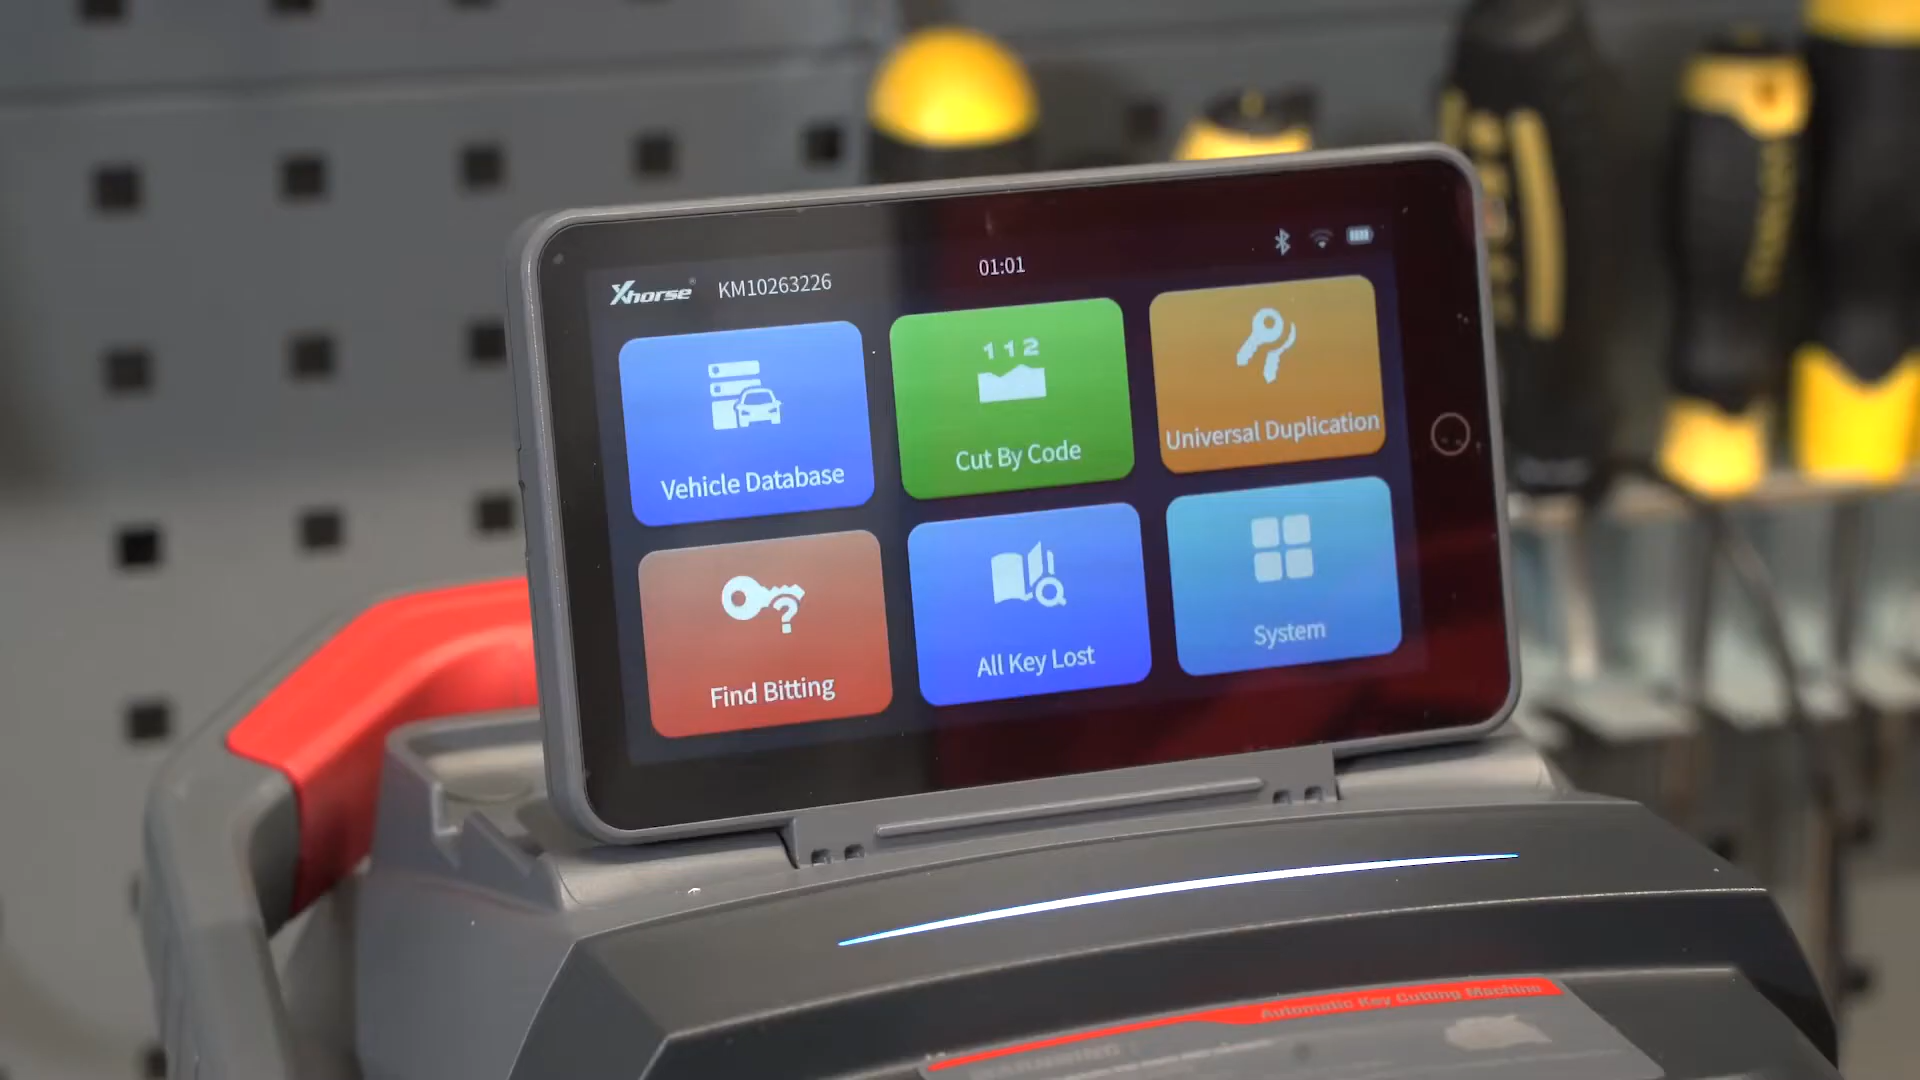 Xhorse® KM10263226
01:01
Vehicle Database
112
Cut By Code
Universal Duplication
Find Bitting
?
All Key Lost
System
Automatic Key Cutting Machine
WARNING